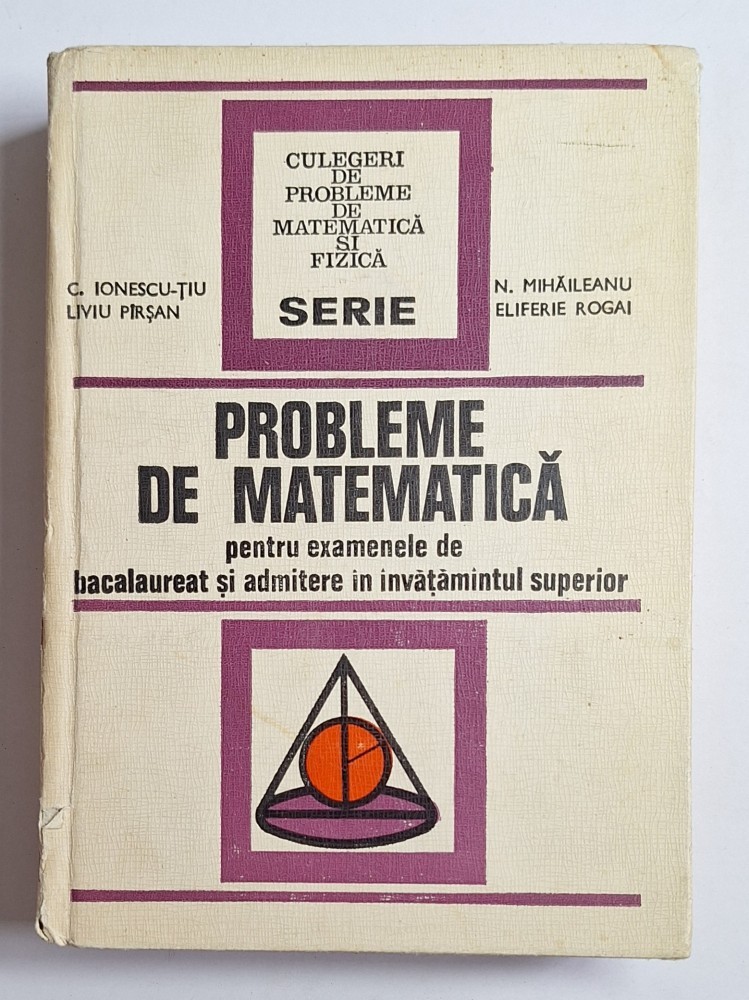 CULEGERI
DE
PROBLEME
DE
MATEMATICĂ
ȘI
FIZICĂ
SERIE
C. IONESCU-ȚIU
LIVIU PÎRȘAN
N. MIHĂILEANU
ELIFERIE ROGAI
PROBLEME
DE MATEMATICĂ
pentru examenele de
bacalaureat și admitere în învățămîntul superior